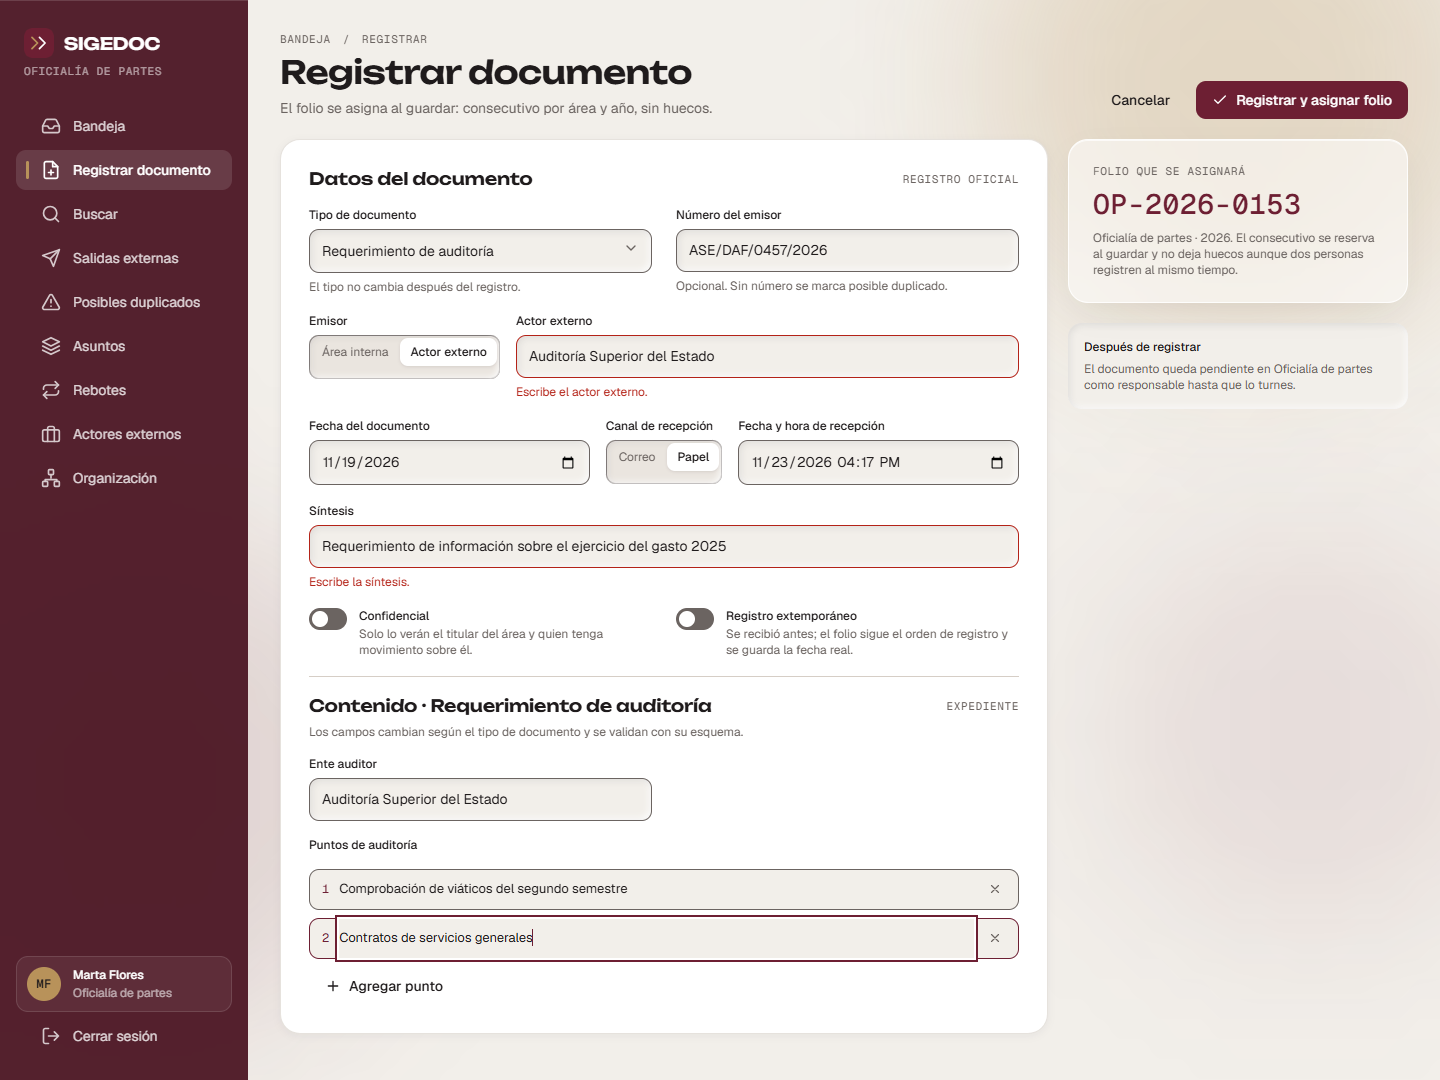 SIGEDOC
OFICIALÍA DE PARTES
Bandeja
Registrar documento
Buscar
Salidas externas
Posibles duplicados
Asuntos
Rebotes
Actores externos
Organización
MF
Marta Flores
Oficialía de partes
Cerrar sesión
BANDEJA / REGISTRAR
Registrar documento
El folio se asigna al guardar: consecutivo por área y año, sin huecos.
Cancelar
Registrar y asignar folio
Datos del documento
REGISTRO OFICIAL
Tipo de documento
Número del emisor
Requerimiento de auditoría
ASE/DAF/0457/2026
El tipo no cambia después del registro.
Opcional. Sin número se marca posible duplicado.
Emisor
Actor externo
Área interna
Actor externo
Auditoría Superior del Estado
Escribe el actor externo.
Fecha del documento
Canal de recepción
Fecha y hora de recepción
11/19/2026
Correo
Papel
11/23/2026 04:17 PM
Síntesis
Requerimiento de información sobre el ejercicio del gasto 2025
Escribe la síntesis.
Confidencial
Solo lo verán el titular del área y quien tenga
movimiento sobre él.
Registro extemporáneo
Se recibió antes; el folio sigue el orden de registro y
se guarda la fecha real.
Contenido · Requerimiento de auditoría
EXPEDIENTE
Los campos cambian según el tipo de documento y se validan con su esquema.
Ente auditor
Auditoría Superior del Estado
Puntos de auditoría
1 Comprobación de viáticos del segundo semestre
2 Contratos de servicios generales
Agregar punto
FOLIO QUE SE ASIGNARÁ
OP-2026-0153
Oficialía de partes · 2026. El consecutivo se reserva
al guardar y no deja huecos aunque dos personas
registren al mismo tiempo.
Después de registrar
El documento queda pendiente en Oficialía de partes
como responsable hasta que lo turnes.